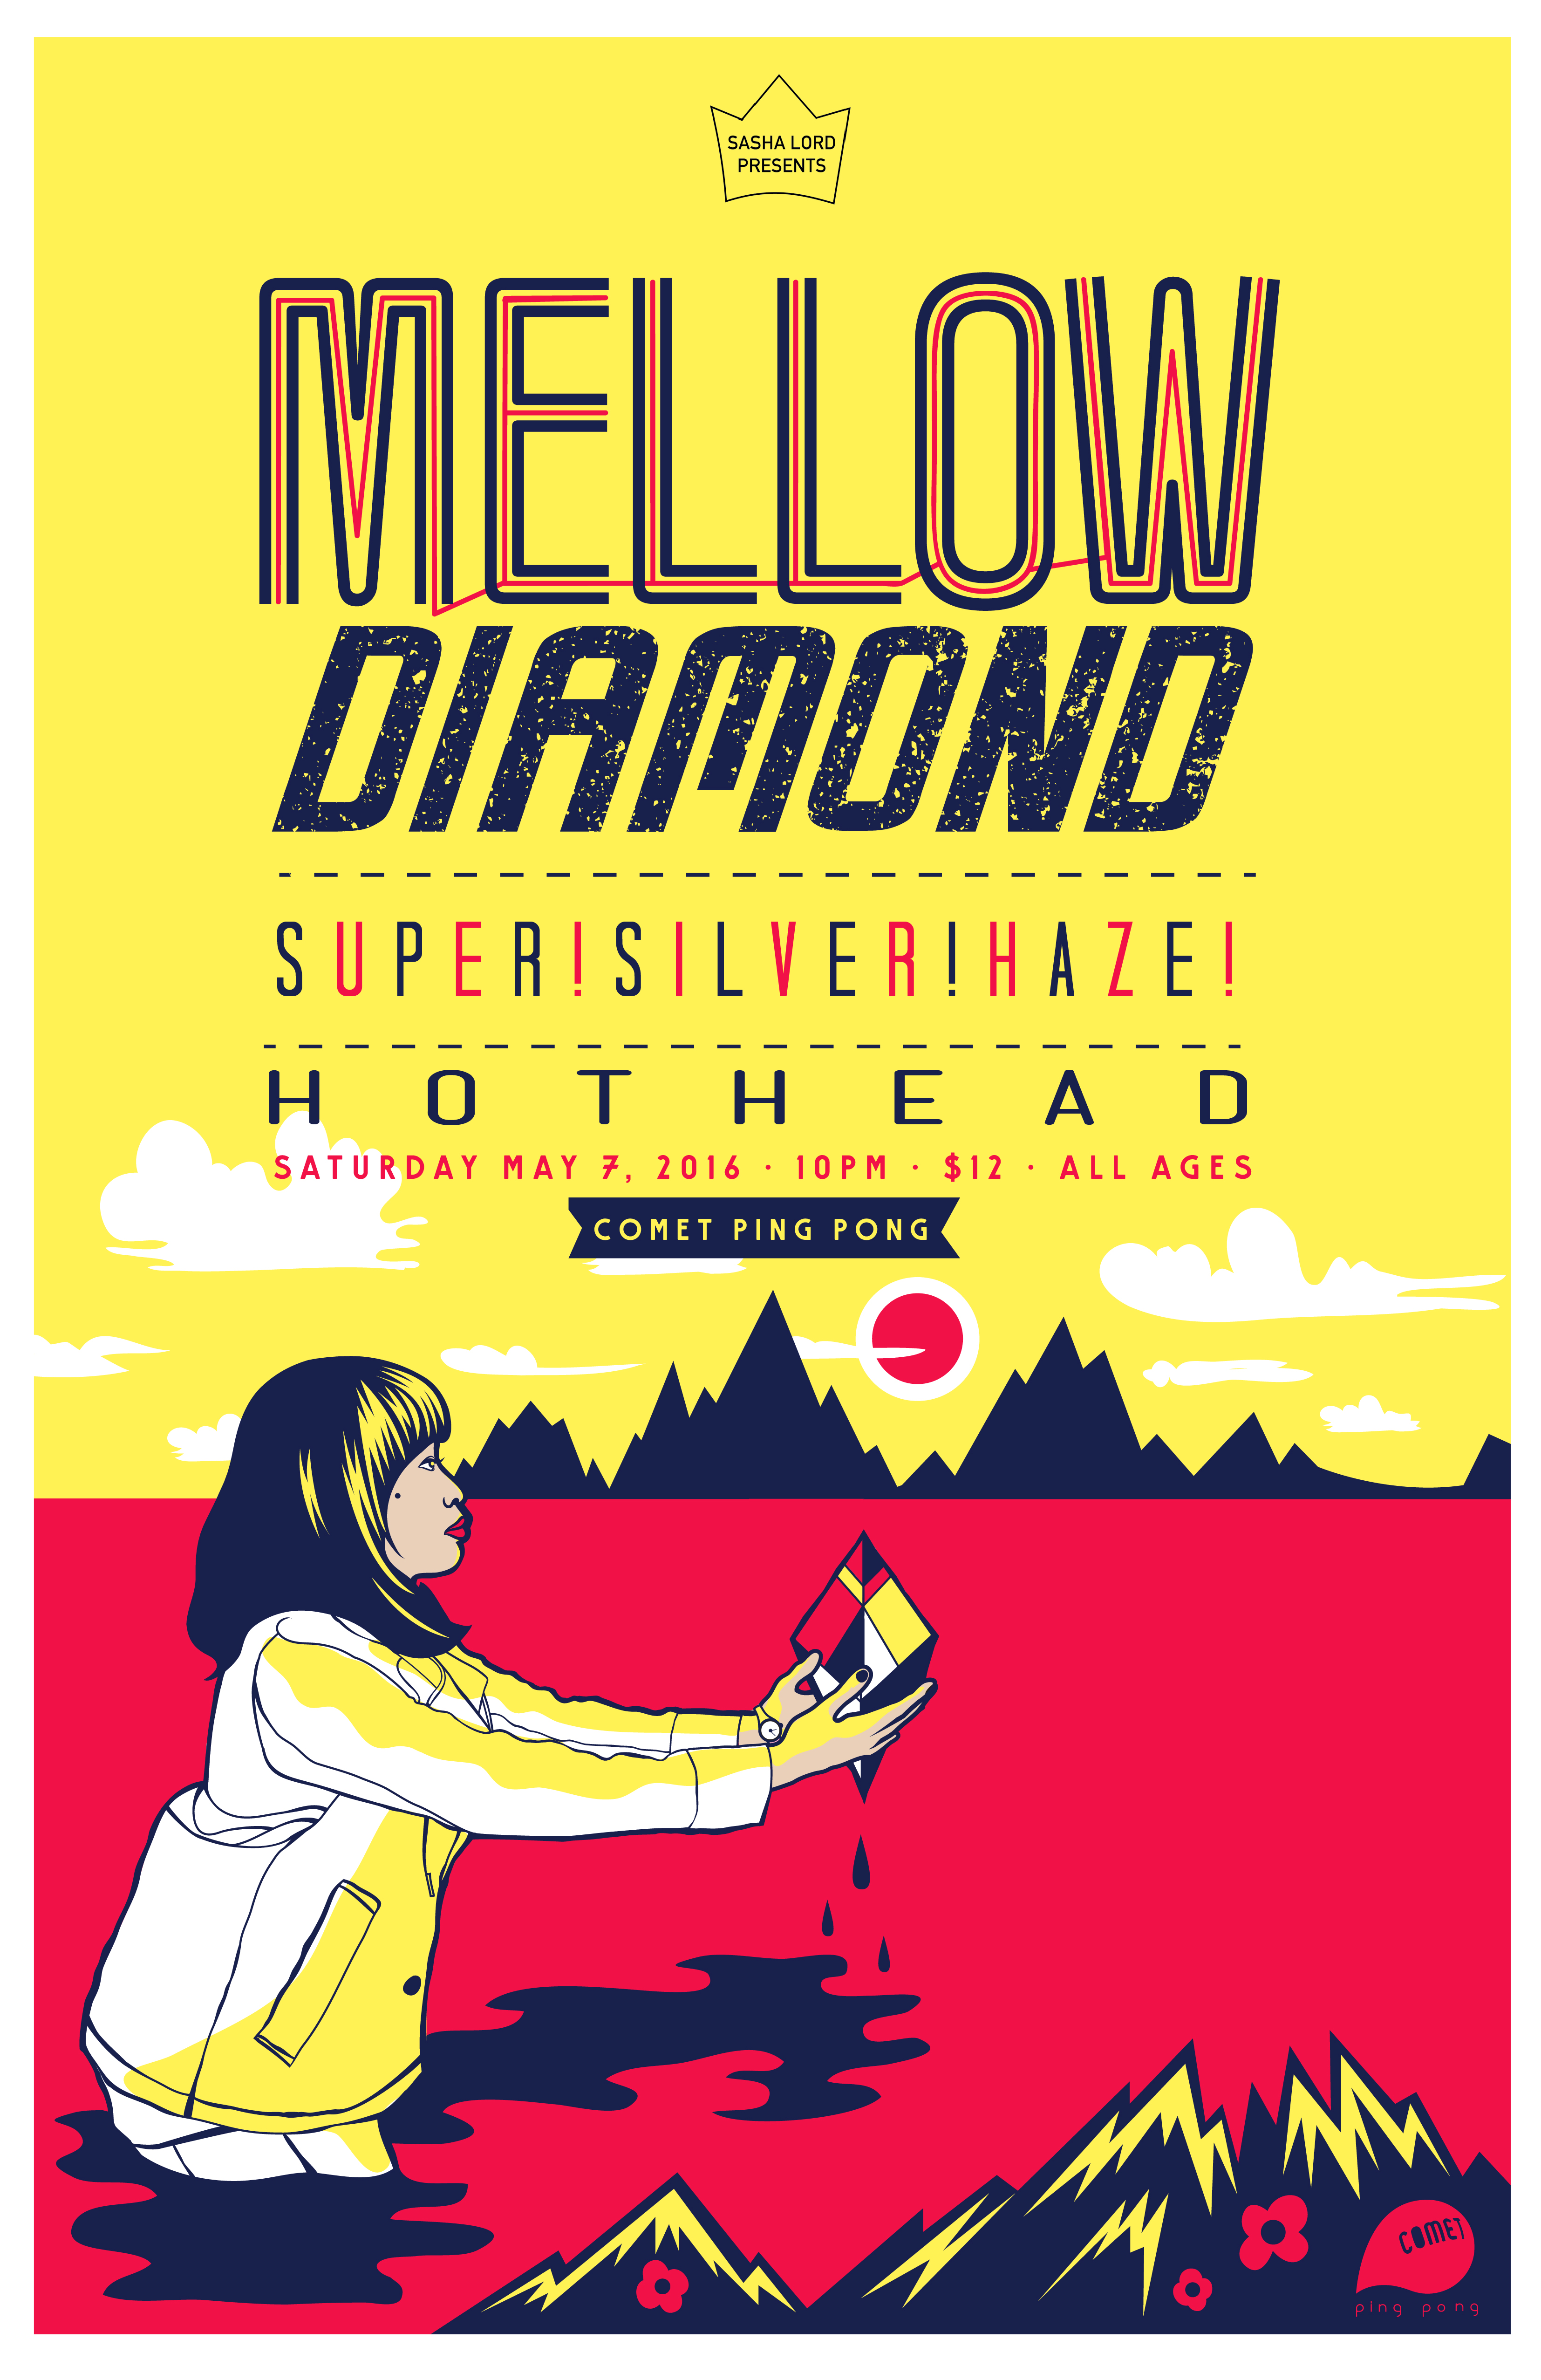 SASHA LORD
PRESENTS
MELLOW
DIAMOND
SUPER!SILVER!HAZE!
HOTHEAD
SATURDAY MAY 7, 2016 · 10PM · $12 · ALL AGES
COMET PING PONG
COMET
ping pong